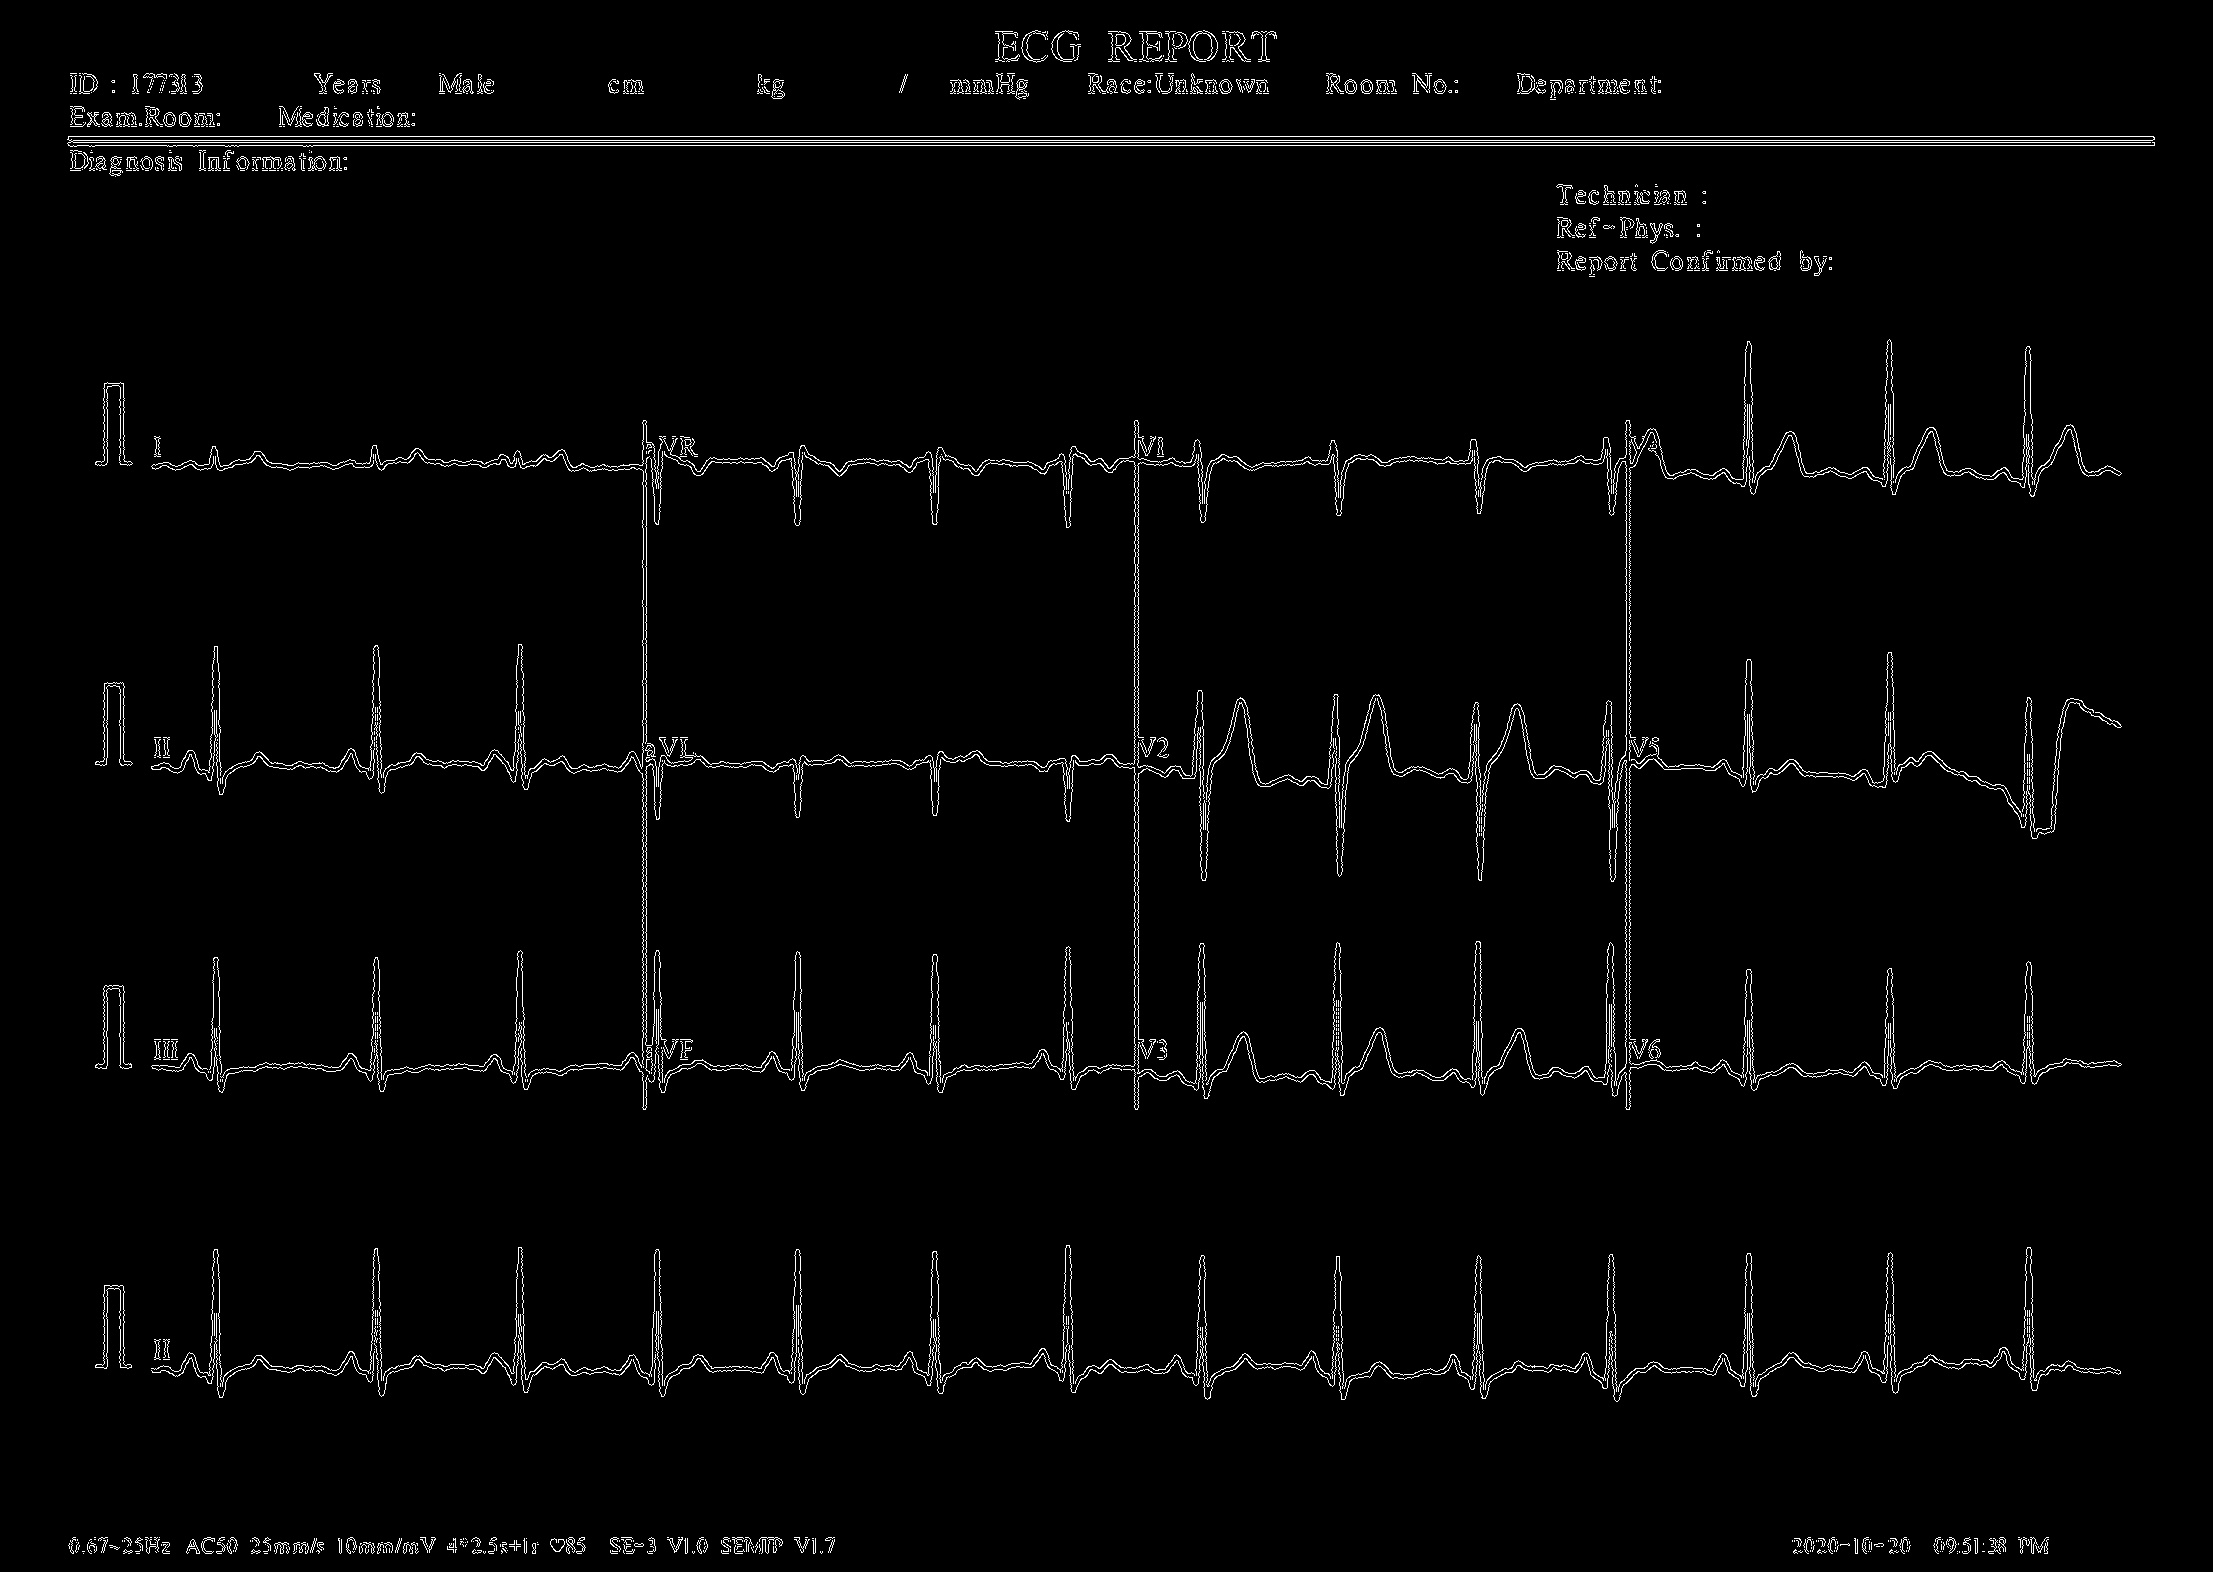 ECG REPORT
ID : 177313 Years Male cm kg / mmHg Race:Unknown Room No.: Department:
Exam.Room: Medication:
Diagnosis Information:
Technician :
Ref-Phys. :
Report Confirmed by:
I aVR V1 V4
II aVL V2 V5
III aVF V3 V6
II
0.67~25Hz AC50 25mm/s 10mm/mV 4*2.5s+1r ♡85 SE-3 V1.0 SEMIP V1.7 2020-10-20 09:51:38 PM